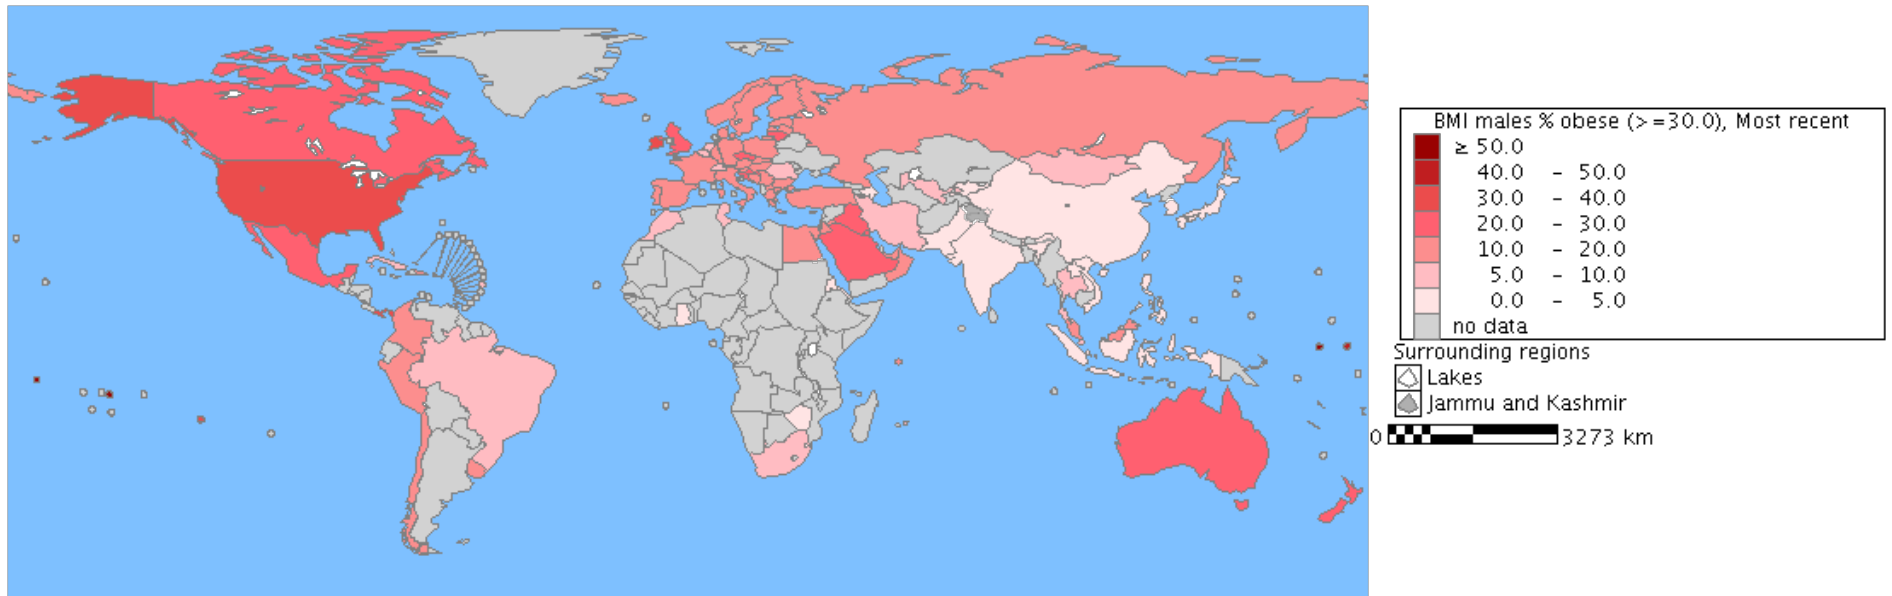 BMI males % obese (>=30.0), Most recent
≥ 50.0
40.0 – 50.0
30.0 – 40.0
20.0 – 30.0
10.0 – 20.0
5.0 – 10.0
0.0 – 5.0
no data
Surrounding regions
Lakes
Jammu and Kashmir
0 3273 km